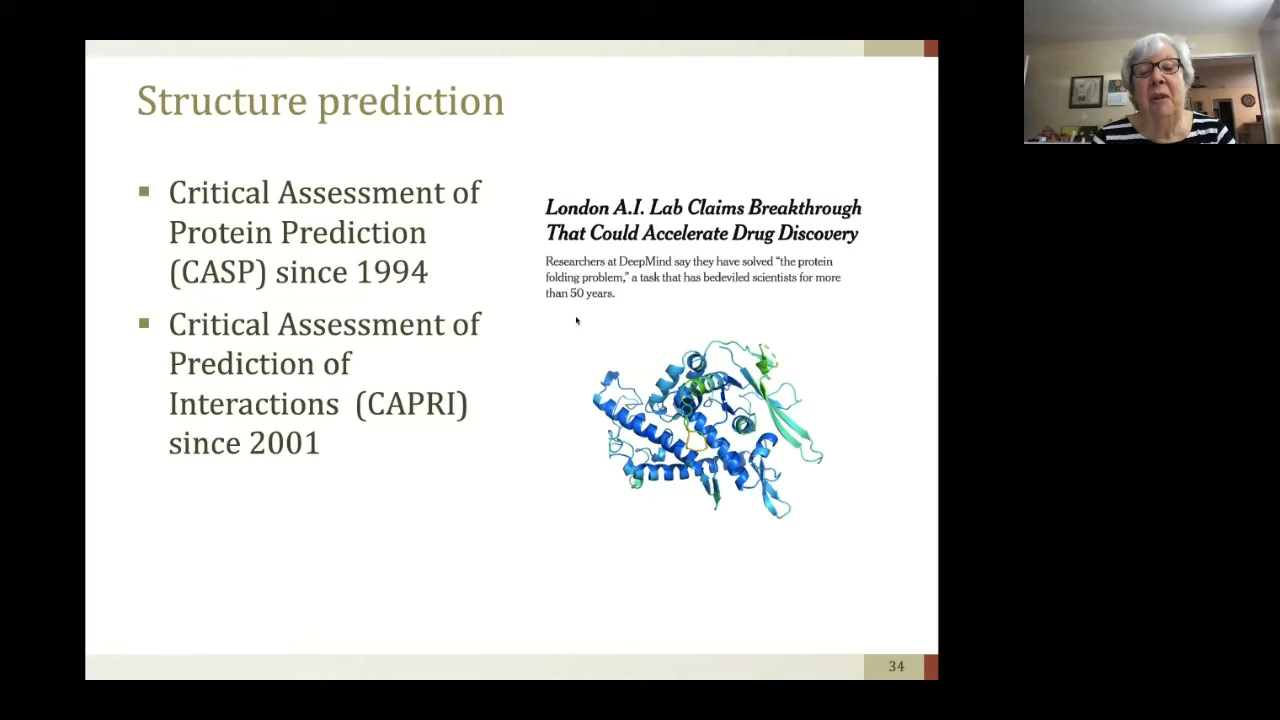 Structure prediction
Critical Assessment of
Protein Prediction
(CASP) since 1994
Critical Assessment of
Prediction of
Interactions (CAPRI)
since 2001
London A.I. Lab Claims Breakthrough
That Could Accelerate Drug Discovery
Researchers at DeepMind say they have solved “the protein
folding problem,” a task that has bedeviled scientists for more
than 50 years.
34